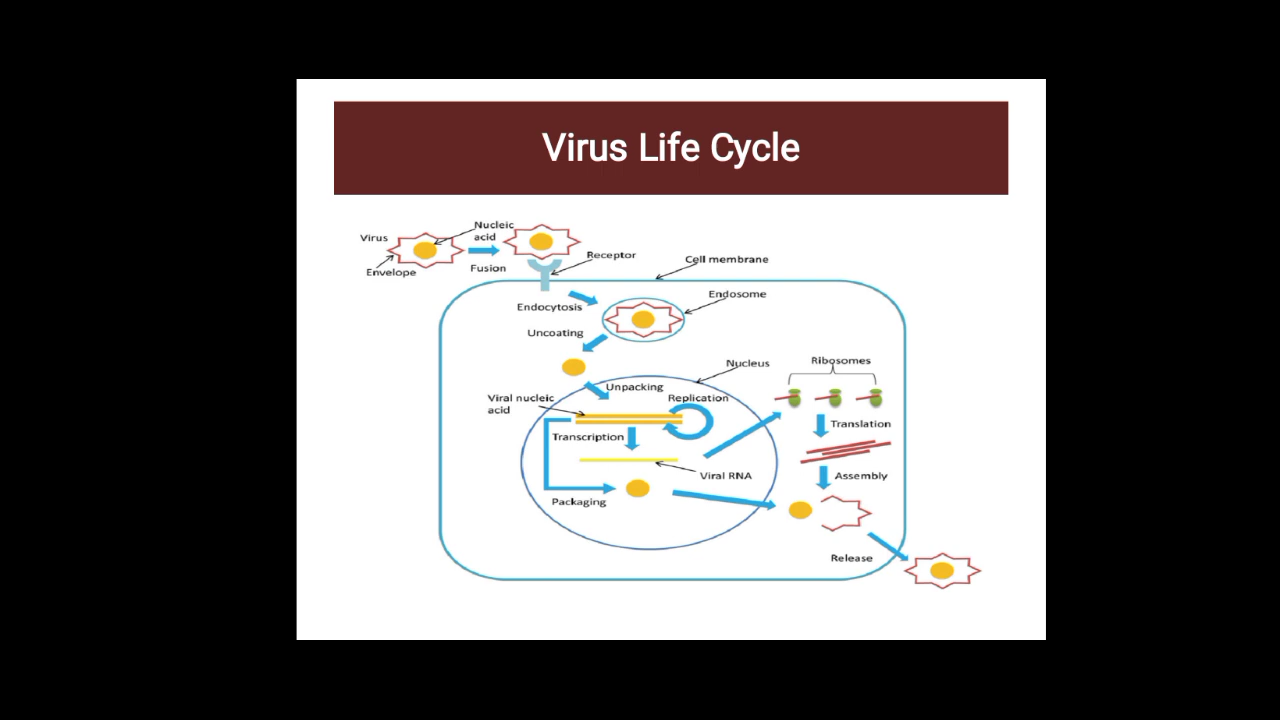 Virus Life Cycle
Virus
Nucleic
acid
Envelope
Fusion
Receptor
Cell membrane
Endocytosis
Endosome
Uncoating
Nucleus
Ribosomes
Unpacking
Viral nucleic
acid
Replication
Translation
Transcription
Viral RNA
Assembly
Packaging
Release